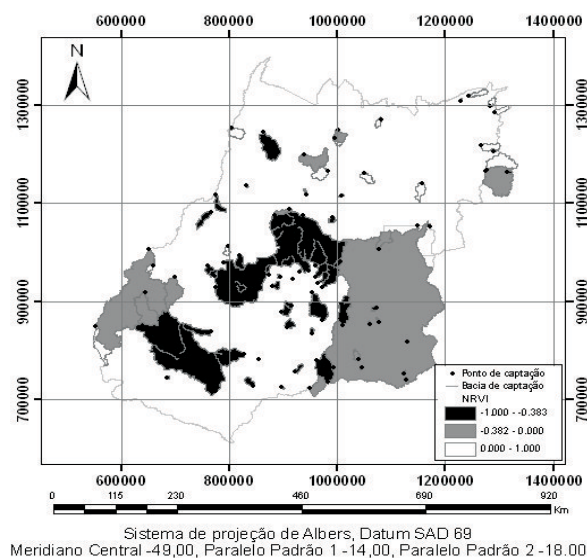 600000 800000 1000000 1200000 1400000
N
1300000 1300000
1100000 1100000
900000 900000
700000 700000
Ponto de captação
Bacia de captação
NRVI
-1.000 - -0.383
-0.382 - 0.000
0.000 - 1.000
600000 800000 1000000 1200000 1400000
0 115 230 460 690 920
Km
Sistema de projeção de Albers, Datum SAD 69
Meridiano Central -49,00, Paralelo Padrão 1 -14,00, Paralelo Padrão 2 -18,00